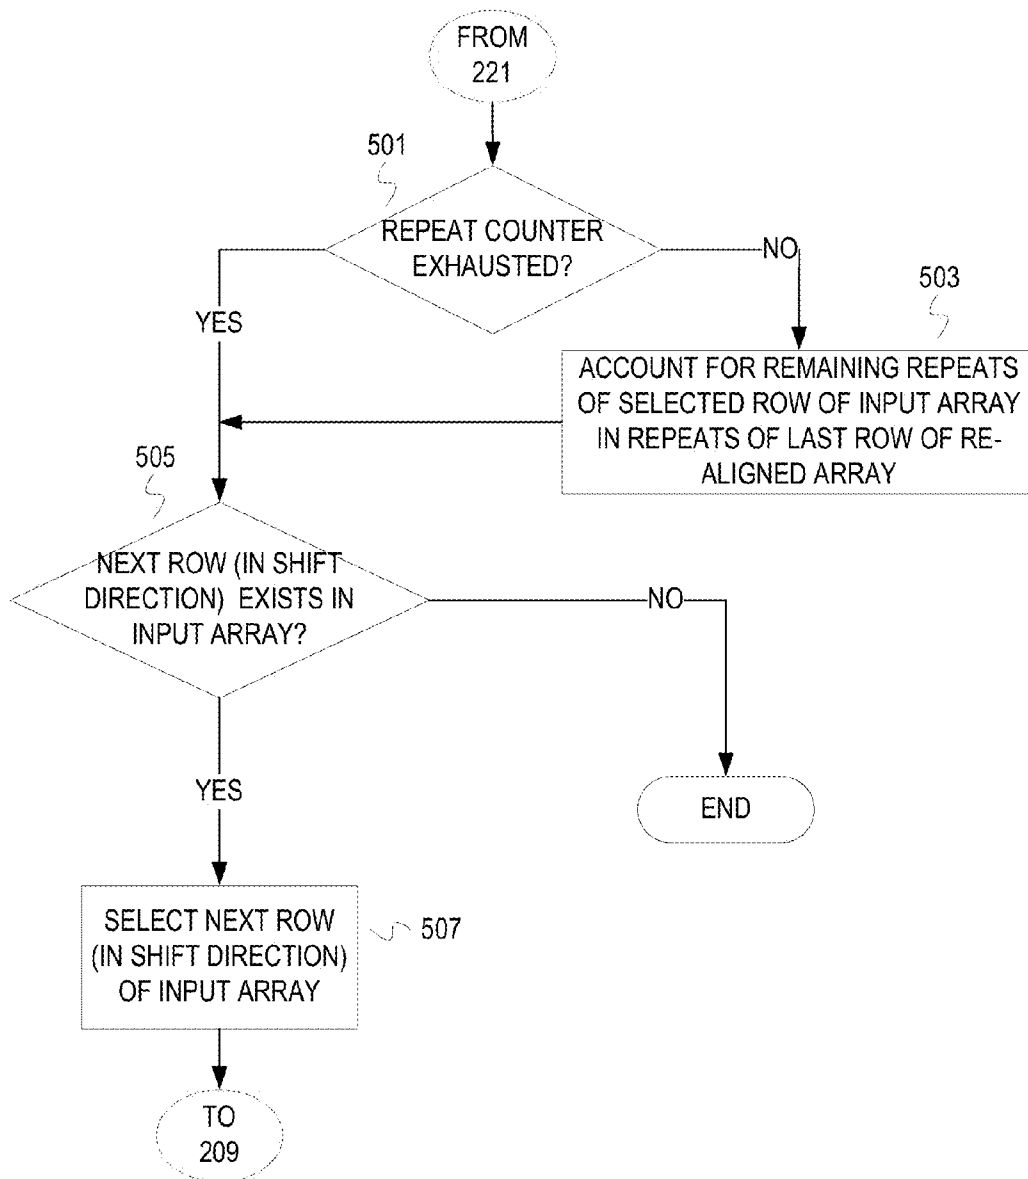 FROM
221
501
REPEAT COUNTER
EXHAUSTED?
NO
503
YES
ACCOUNT FOR REMAINING REPEATS
OF SELECTED ROW OF INPUT ARRAY
IN REPEATS OF LAST ROW OF RE-
ALIGNED ARRAY
505
NEXT ROW (IN SHIFT
DIRECTION) EXISTS IN
INPUT ARRAY?
NO
YES
END
SELECT NEXT ROW
(IN SHIFT DIRECTION)
OF INPUT ARRAY
507
TO
209